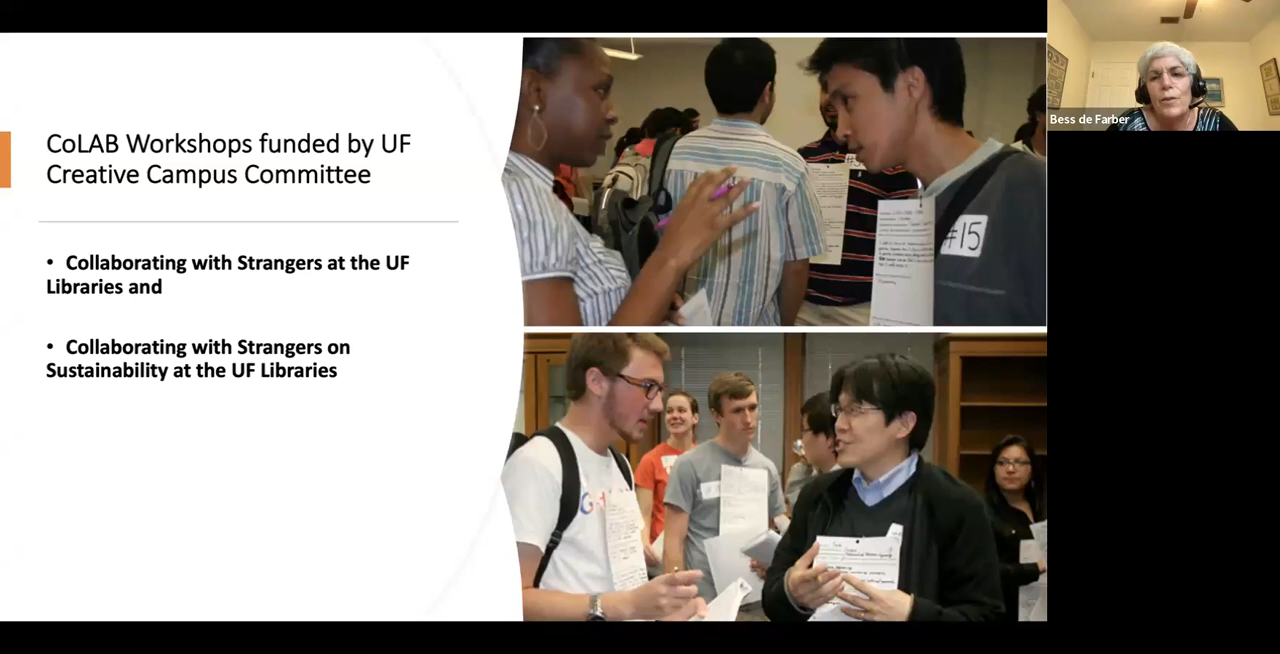 CoLAB Workshops funded by UF
Creative Campus Committee
• Collaborating with Strangers at the UF
Libraries and
• Collaborating with Strangers on
Sustainability at the UF Libraries
#15
Bess de Farber